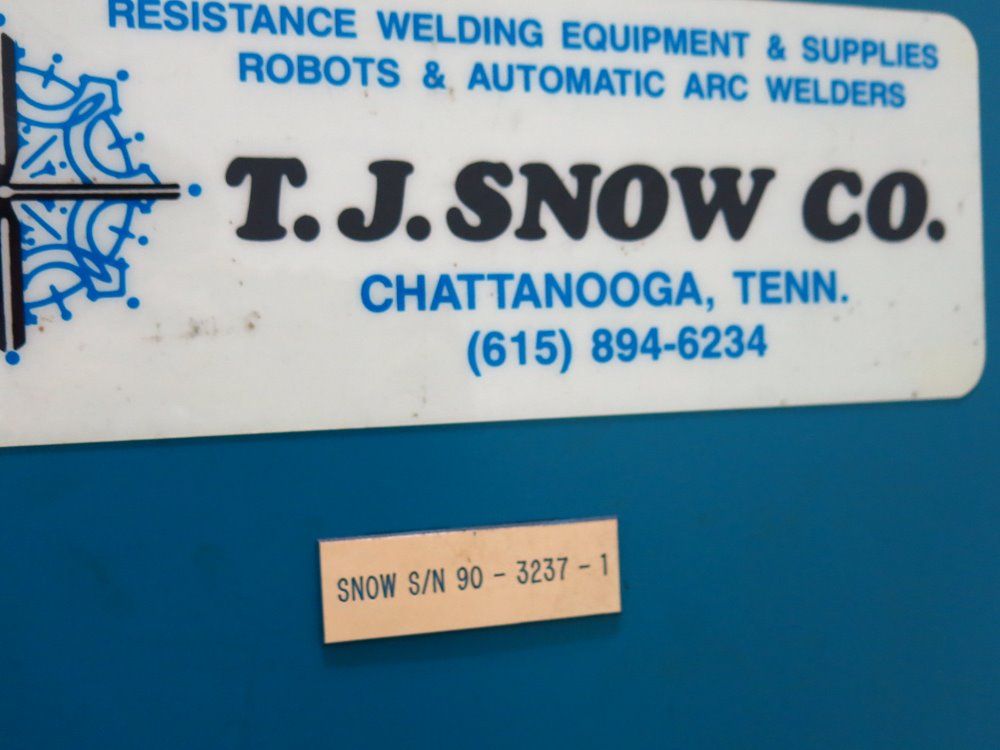 RESISTANCE WELDING EQUIPMENT & SUPPLIES
ROBOTS & AUTOMATIC ARC WELDERS
T. J. SNOW CO.
CHATTANOOGA, TENN.
(615) 894-6234
SNOW S/N 90 - 3237 - 1